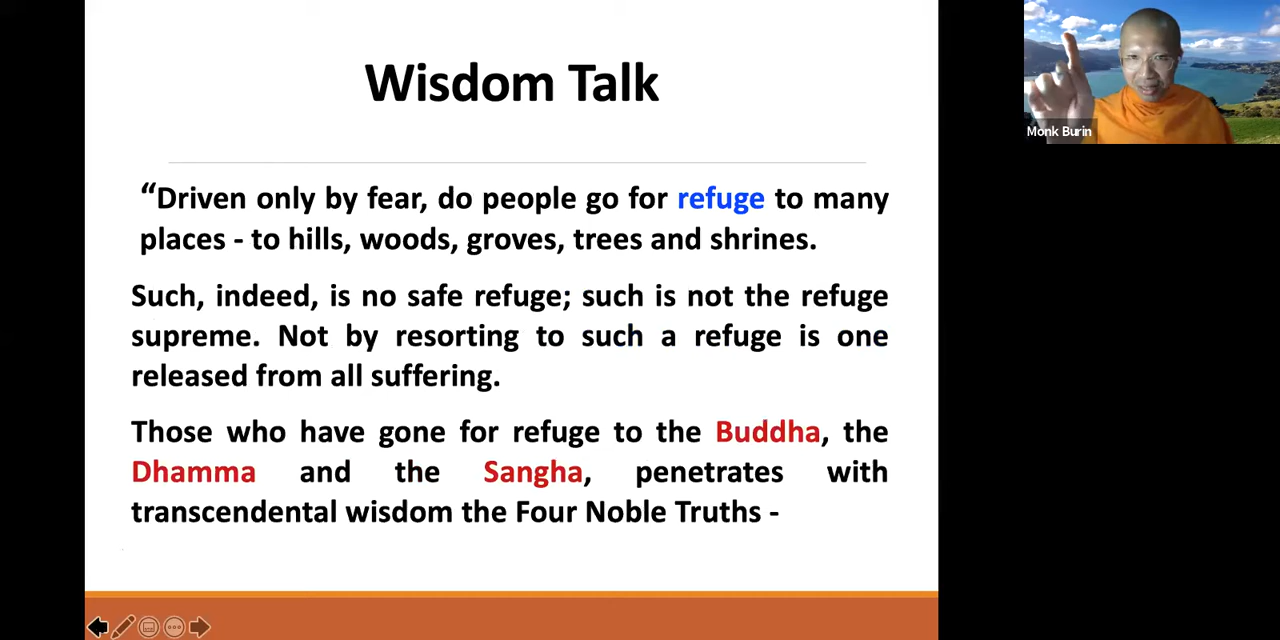 Wisdom Talk
Monk Burin
“Driven only by fear, do people go for refuge to many
places - to hills, woods, groves, trees and shrines.
Such, indeed, is no safe refuge; such is not the refuge
supreme. Not by resorting to such a refuge is one
released from all suffering.
Those who have gone for refuge to the Buddha, the
Dhamma and the Sangha, penetrates with
transcendental wisdom the Four Noble Truths -